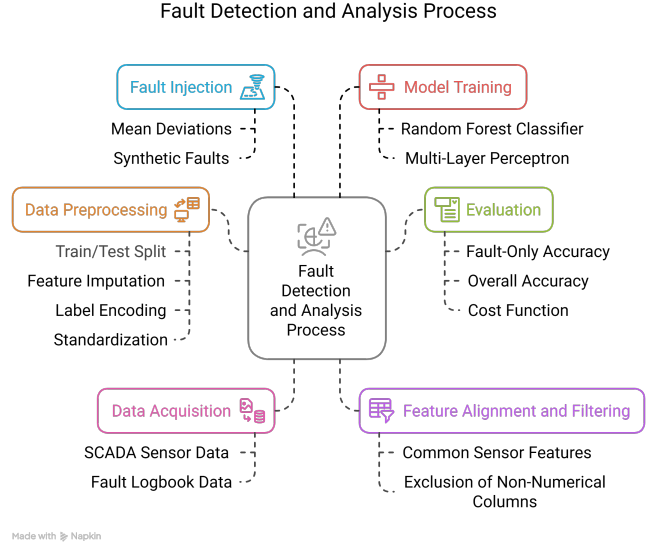 Fault Detection and Analysis Process
Fault Injection
Mean Deviations
Synthetic Faults
Model Training
Random Forest Classifier
Multi-Layer Perceptron
Data Preprocessing
Train/Test Split
Feature Imputation
Label Encoding
Standardization
Fault
Detection
and Analysis
Process
Evaluation
Fault-Only Accuracy
Overall Accuracy
Cost Function
Data Acquisition
SCADA Sensor Data
Fault Logbook Data
Feature Alignment and Filtering
Common Sensor Features
Exclusion of Non-Numerical
Columns
Made with Napkin